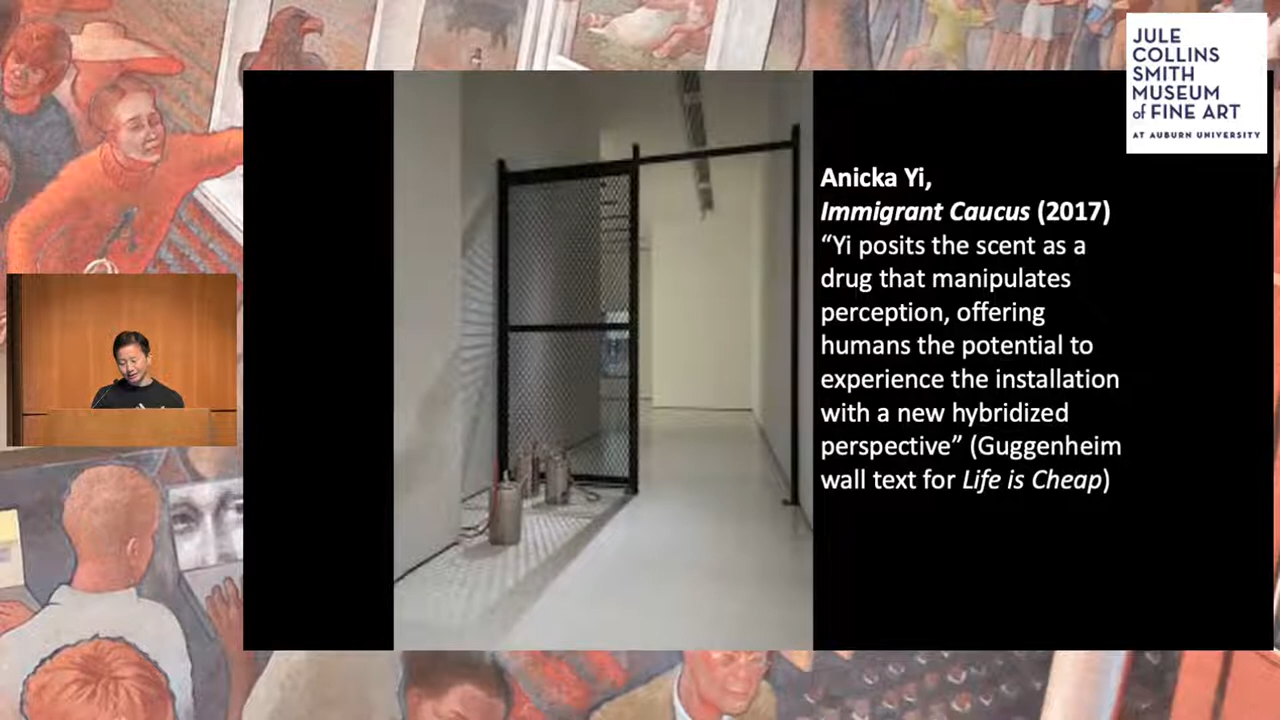 JULE
COLLINS
SMITH
MUSEUM
of FINE ART
AT AUBURN UNIVERSITY
Anicka Yi,
Immigrant Caucus (2017)
“Yi posits the scent as a
drug that manipulates
perception, offering
humans the potential to
experience the installation
with a new hybridized
perspective” (Guggenheim
wall text for Life is Cheap)